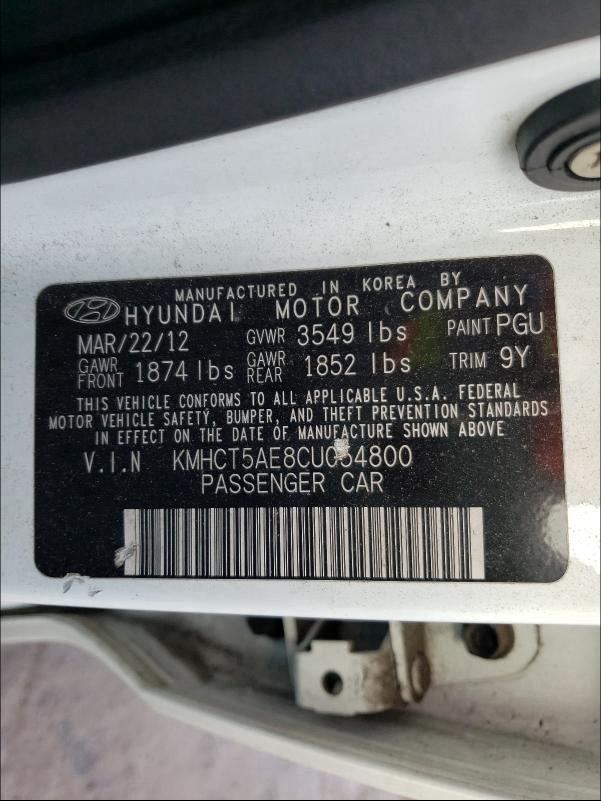 MANUFACTURED IN KOREA BY
HYUNDAI MOTOR COMPANY
MAR/22/12 GVWR 3549 lbs PAINT PGU
GAWR FRONT 1874 lbs GAWR REAR 1852 lbs TRIM 9Y
THIS VEHICLE CONFORMS TO ALL APPLICABLE U.S.A. FEDERAL
MOTOR VEHICLE SAFETY, BUMPER, AND THEFT PREVENTION STANDARDS
IN EFFECT ON THE DATE OF MANUFACTURE SHOWN ABOVE
V.I.N KMHCT5AE8CU054800
PASSENGER CAR